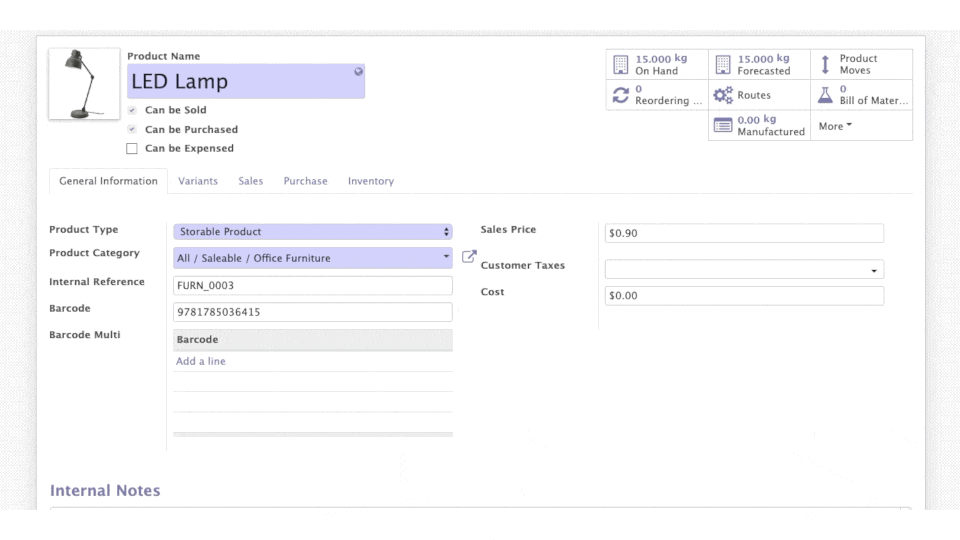 Product Name
LED Lamp
Can be Sold
Can be Purchased
Can be Expensed
15.000 kg
On Hand
15.000 kg
Forecasted
Product
Moves
0
Reordering ...
Routes
0
Bill of Mater...
0.00 kg
Manufactured
More
General Information
Variants
Sales
Purchase
Inventory
Product Type
Storable Product
Product Category
All / Saleable / Office Furniture
Internal Reference
FURN_0003
Barcode
9781785036415
Barcode Multi
Barcode
Add a line
Sales Price
$0.90
Customer Taxes
Cost
$0.00
Internal Notes